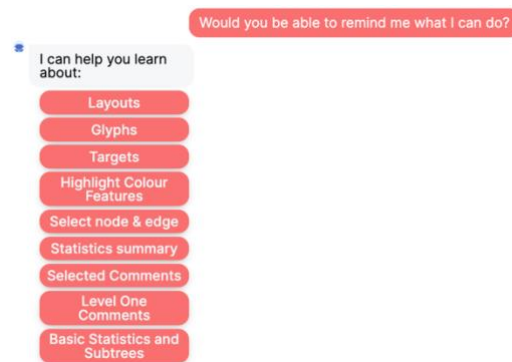 Would you be able to remind me what I can do?
I can help you learn
about:
Layouts
Glyphs
Targets
Highlight Colour
Features
Select node & edge
Statistics summary
Selected Comments
Level One
Comments
Basic Statistics and
Subtrees